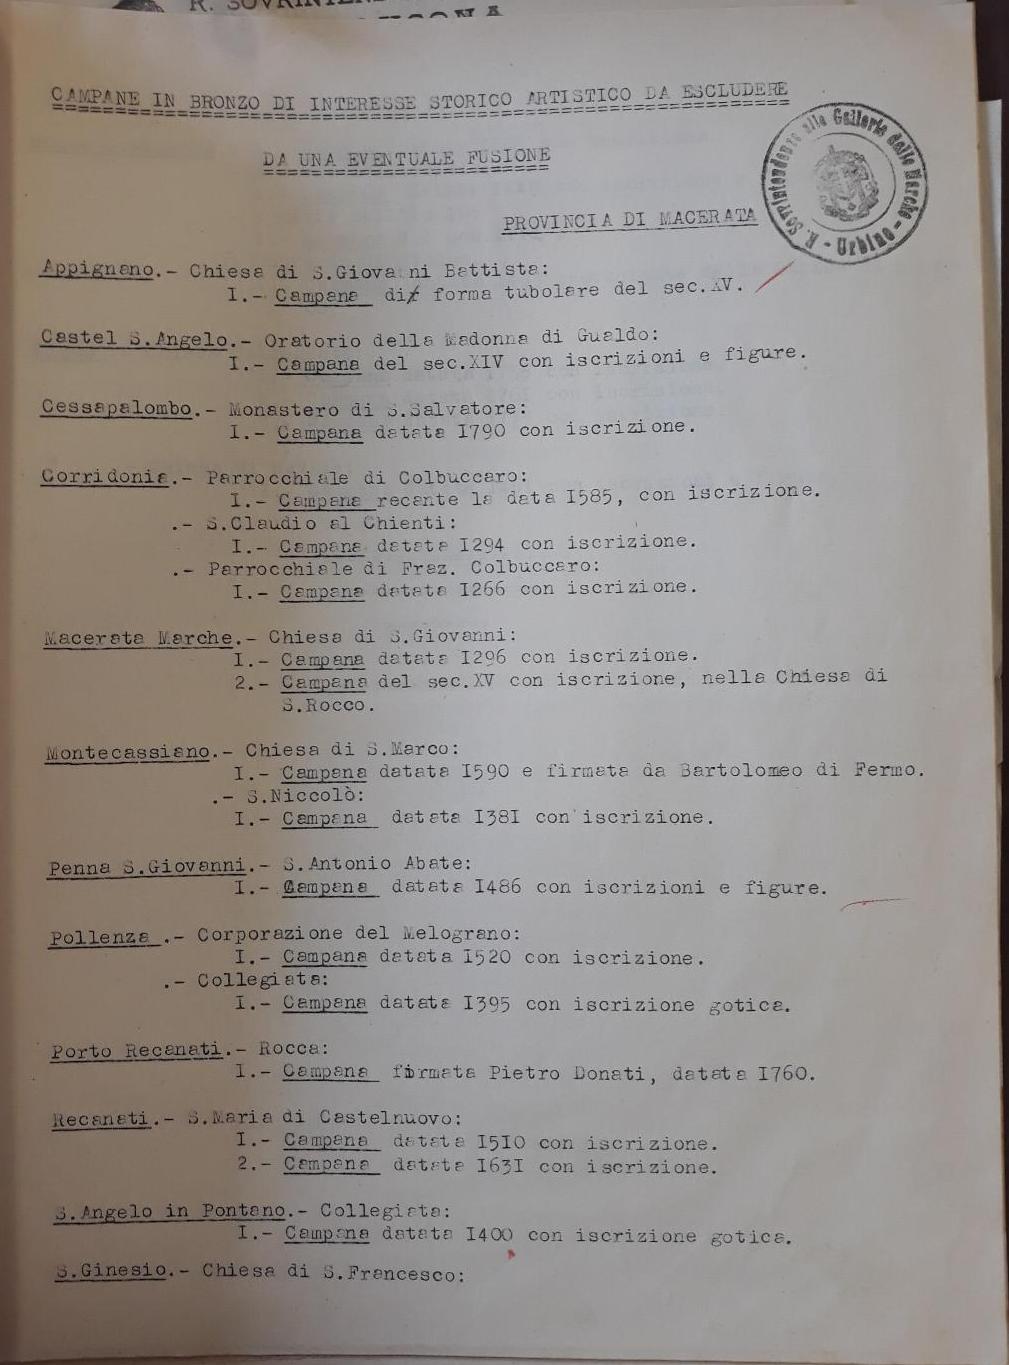 R. SOVRINTEND
CAMPANE IN BRONZO DI INTERESSE STORICO ARTISTICO DA ESCLUDERE
DA UNA EVENTUALE FUSIONE
R. Sovrintendenza alle Gallerie delle Marche - Urbino -
PROVINCIA DI MACERATA
Appignano.- Chiesa di S.Giovanni Battista:
I.- Campana di forma tubolare del sec.XV.
Castel S.Angelo.- Oratorio della Madonna di Gualdo:
I.- Campana del sec.XIV con iscrizioni e figure.
Cessapalombo.- Monastero di S.Salvatore:
I.- Campana datata I790 con iscrizione.
Corridonia.- Parrocchiale di Colbuccaro:
I.- Campana recante la data I585, con iscrizione.
.- S.Claudio al Chienti:
I.- Campana datata I294 con iscrizione.
.- Parrocchiale di Fraz. Colbuccaro:
I.- Campana datata I266 con iscrizione.
Macerata Marche.- Chiesa di S.Giovanni:
I.- Campana datata I296 con iscrizione.
2.- Campana del sec.XV con iscrizione, nella Chiesa di
S.Rocco.
Montecassiano.- Chiesa di S.Marco:
I.- Campana datata I590 e firmata da Bartolomeo di Fermo.
.- S.Niccolò:
I.- Campana datata I38I con iscrizione.
Penna S.Giovanni.- S.Antonio Abate:
I.- Campana datata I486 con iscrizioni e figure.
Pollenza .- Corporazione del Melograno:
I.- Campana datata I520 con iscrizione.
.- Collegiata:
I.- Campana datata I395 con iscrizione gotica.
Porto Recanati.- Rocca:
I.- Campana firmata Pietro Donati, datata I760.
Recanati.- S.Maria di Castelnuovo:
I.- Campana datata I5I0 con iscrizione.
2.- Campana datata I63I con iscrizione.
S.Angelo in Pontano.- Collegiata:
I.- Campana datata I400 con iscrizione gotica.
S.Ginesio.- Chiesa di S.Francesco: